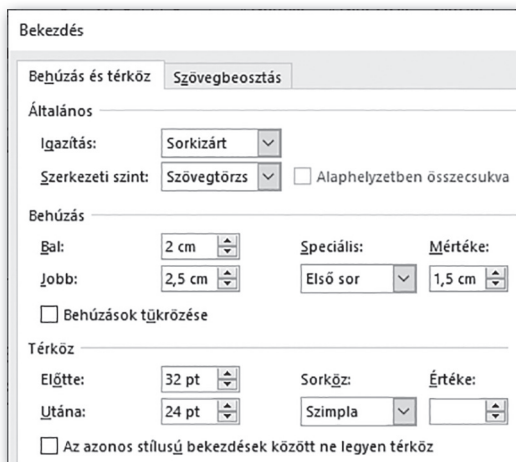 Bekezdés
Behúzás és térköz Szövegbeosztás
Általános
Igazítás: Sorkizárt
Szerkezeti szint: Szövegtörzs Alaphelyzetben összecsukva
Behúzás
Bal: 2 cm Speciális: Mértéke:
Jobb: 2,5 cm Első sor 1,5 cm
Behúzások tükrözése
Térköz
Előtte: 32 pt Sorköz: Értéke:
Utána: 24 pt Szimpla
Az azonos stílusú bekezdések között ne legyen térköz